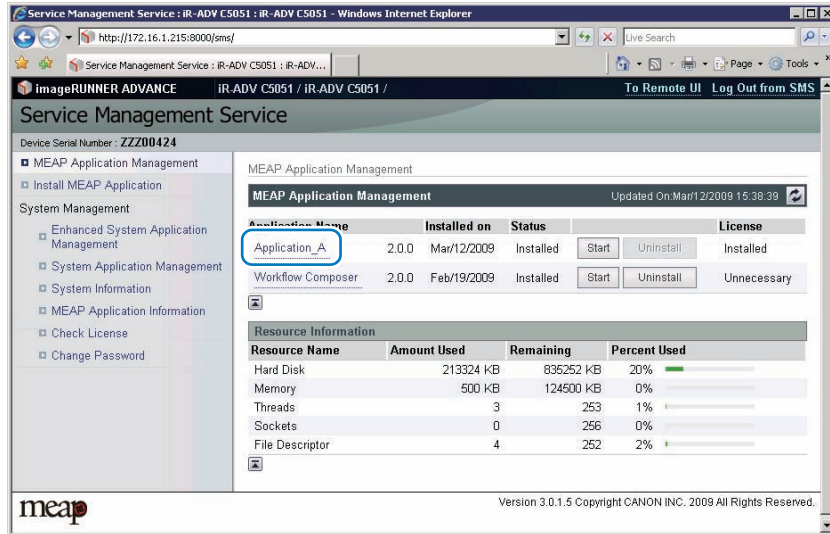 Service Management Service : iR-ADV C5051 : iR-ADV C5051 - Windows Internet Explorer
http://172.16.1.215:8000/sms/
Live Search
Service Management Service : iR-ADV C5051 : iR-ADV...
Page
Tools
imageRUNNER ADVANCE iR-ADV C5051 / iR-ADV C5051 / To Remote UI Log Out from SMS
Service Management Service
Device Serial Number : ZZZ00424
MEAP Application Management
Install MEAP Application
System Management
Enhanced System Application Management
System Application Management
System Information
MEAP Application Information
Check License
Change Password
MEAP Application Management
MEAP Application Management Updated On:Mar/12/2009 15:38:39
Application Name Installed on Status License
Application_A 2.0.0 Mar/12/2009 Installed Start Uninstall Installed
Workflow Composer 2.0.0 Feb/19/2009 Installed Start Uninstall Unnecessary
Resource Information
Resource Name Amount Used Remaining Percent Used
Hard Disk 213324 KB 835252 KB 20%
Memory 500 KB 124500 KB 0%
Threads 3 253 1%
Sockets 0 256 0%
File Descriptor 4 252 2%
meap
Version 3.0.1.5 Copyright CANON INC. 2009 All Rights Reserved.